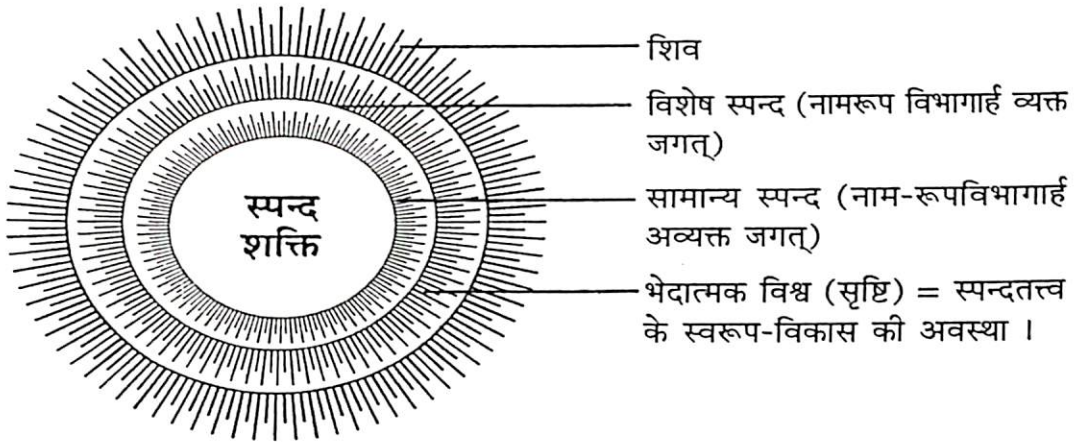 स्पन्द
शक्ति
शिव
विशेष स्पन्द (नामरूप विभागार्ह व्यक्त
जगत्)
सामान्य स्पन्द (नाम-रूपविभागार्ह
अव्यक्त जगत्)
भेदात्मक विश्व (सृष्टि) = स्पन्दतत्त्व
के स्वरूप-विकास की अवस्था ।